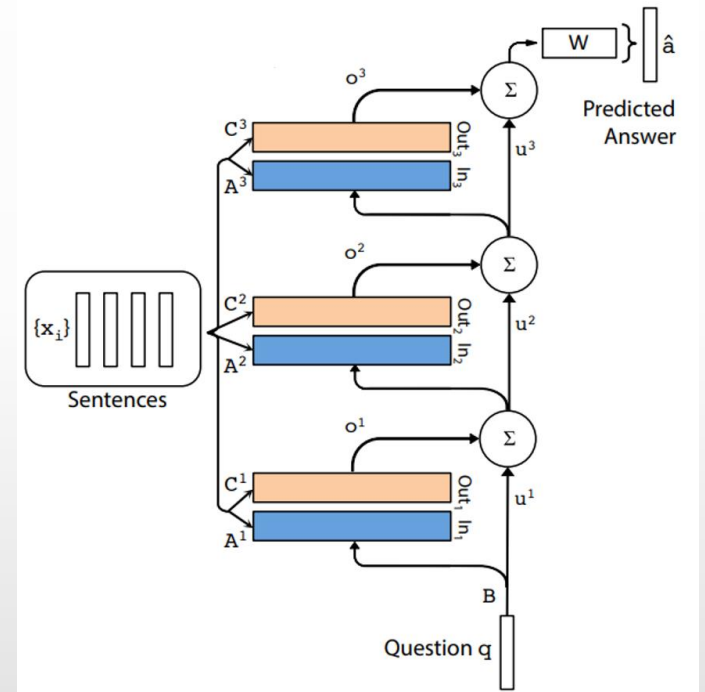 W
â
Predicted
Answer
Σ
o³
u³
C³
Out₃
A³
In₃
Σ
o²
u²
C²
Out₂
{xᵢ}
A²
In₂
Sentences
Σ
o¹
u¹
C¹
Out₁
A¹
In₁
B
Question q